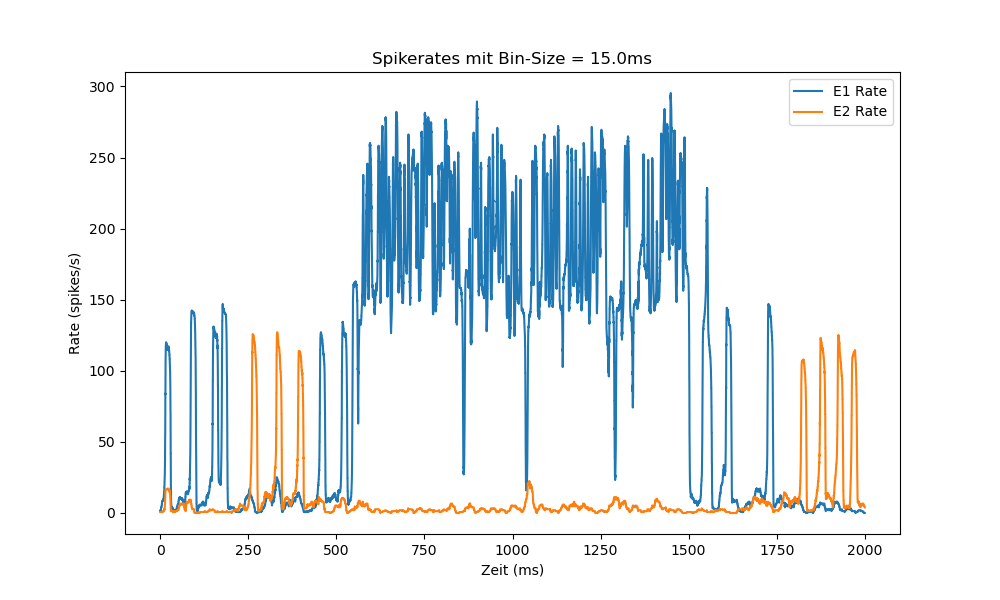 Spikerates mit Bin-Size = 15.0ms
E1 Rate
E2 Rate
300
250
200
150
100
50
0
Rate (spikes/s)
0 250 500 750 1000 1250 1500 1750 2000
Zeit (ms)